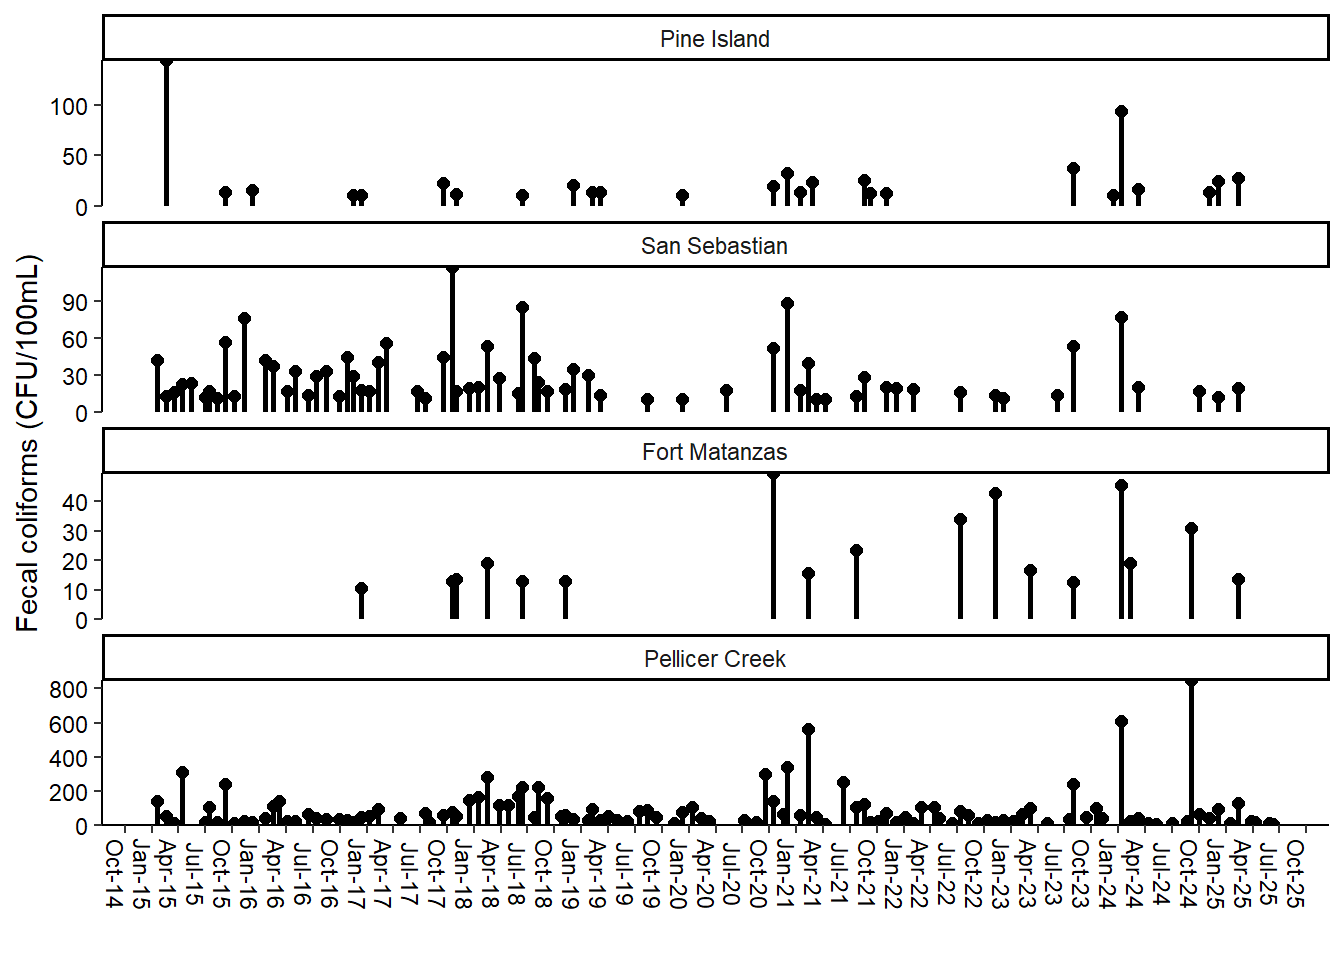 Pine Island
100
50
0
San Sebastian
90
60
30
0
Fort Matanzas
40
30
20
10
0
Pellicer Creek
800
600
400
200
0
Fecal coliforms (CFU/100mL)
Oct-14
Jan-15
Apr-15
Jul-15
Oct-15
Jan-16
Apr-16
Jul-16
Oct-16
Jan-17
Apr-17
Jul-17
Oct-17
Jan-18
Apr-18
Jul-18
Oct-18
Jan-19
Apr-19
Jul-19
Oct-19
Jan-20
Apr-20
Jul-20
Oct-20
Jan-21
Apr-21
Jul-21
Oct-21
Jan-22
Apr-22
Jul-22
Oct-22
Jan-23
Apr-23
Jul-23
Oct-23
Jan-24
Apr-24
Jul-24
Oct-24
Jan-25
Apr-25
Jul-25
Oct-25